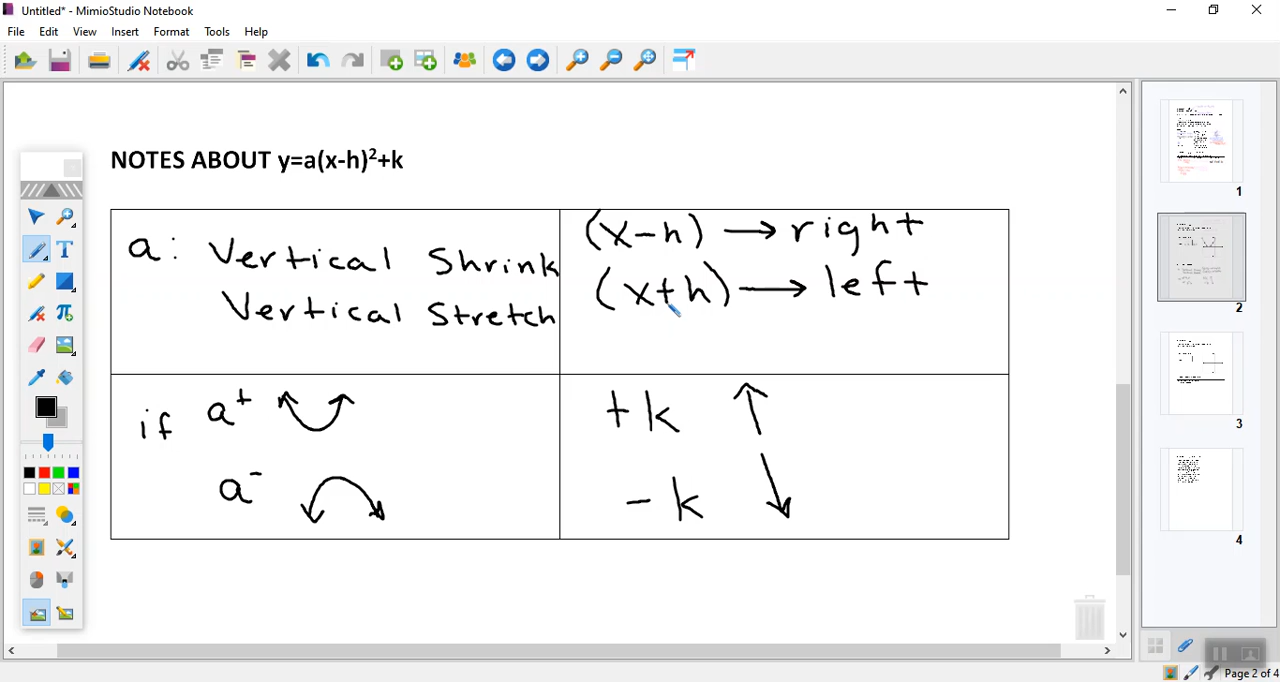 Untitled* - MimioStudio Notebook
File Edit View Insert Format Tools Help
NOTES ABOUT y=a(x-h)²+k
a: Vertical Shrink
Vertical Stretch
(x-h) → right
(x+h) → left
if a⁺
a⁻
+k ↑
-k ↓
1
2
3
4
Page 2 of 4